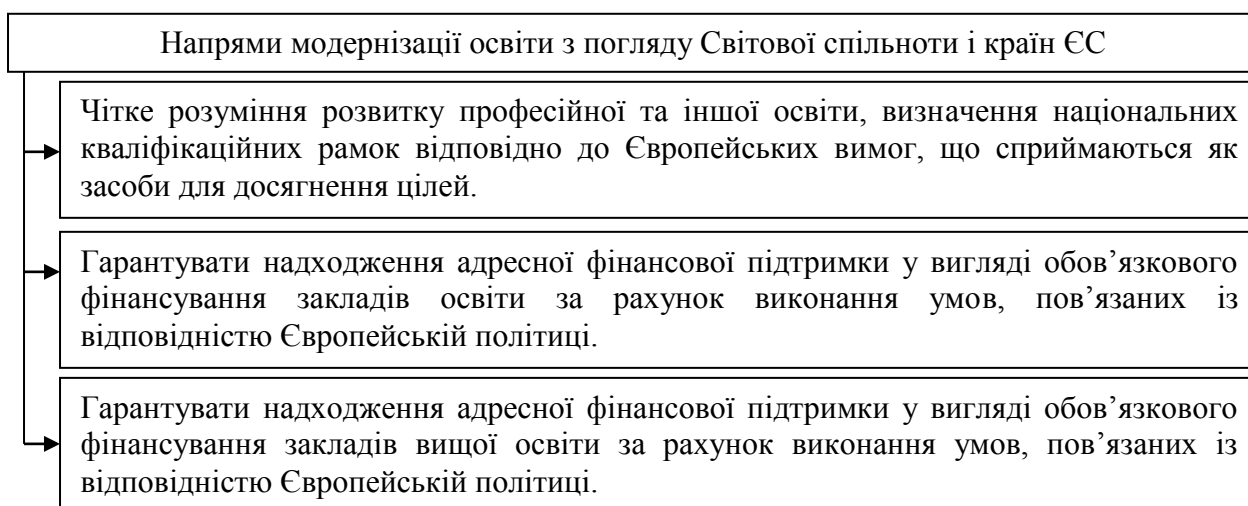 Напрями модернізації освіти з погляду Світової спільноти і країн ЄС
Чітке розуміння розвитку професійної та іншої освіти, визначення національних
кваліфікаційних рамок відповідно до Європейських вимог, що сприймаються як
засоби для досягнення цілей.
Гарантувати надходження адресної фінансової підтримки у вигляді обов’язкового
фінансування закладів освіти за рахунок виконання умов, пов’язаних із
відповідністю Європейській політиці.
Гарантувати надходження адресної фінансової підтримки у вигляді обов’язкового
фінансування закладів вищої освіти за рахунок виконання умов, пов’язаних із
відповідністю Європейській політиці.